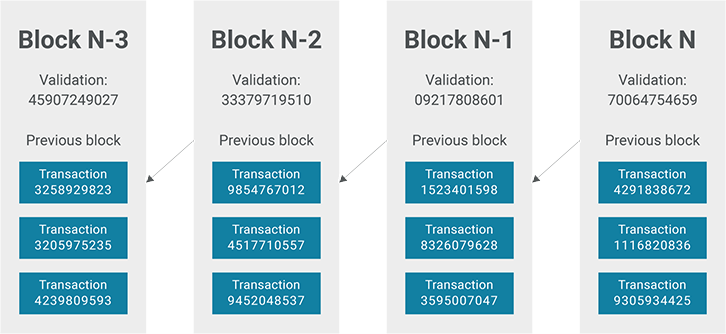 Block N-3
Validation:
45907249027
Previous block
Transaction
3258929823
Transaction
3205975235
Transaction
4239809593
Block N-2
Validation:
33379719510
Previous block
Transaction
9854767012
Transaction
4517710557
Transaction
9452048537
Block N-1
Validation:
09217808601
Previous block
Transaction
1523401598
Transaction
8326079628
Transaction
3595007047
Block N
Validation:
70064754659
Previous block
Transaction
4291838672
Transaction
1116820836
Transaction
9305934425